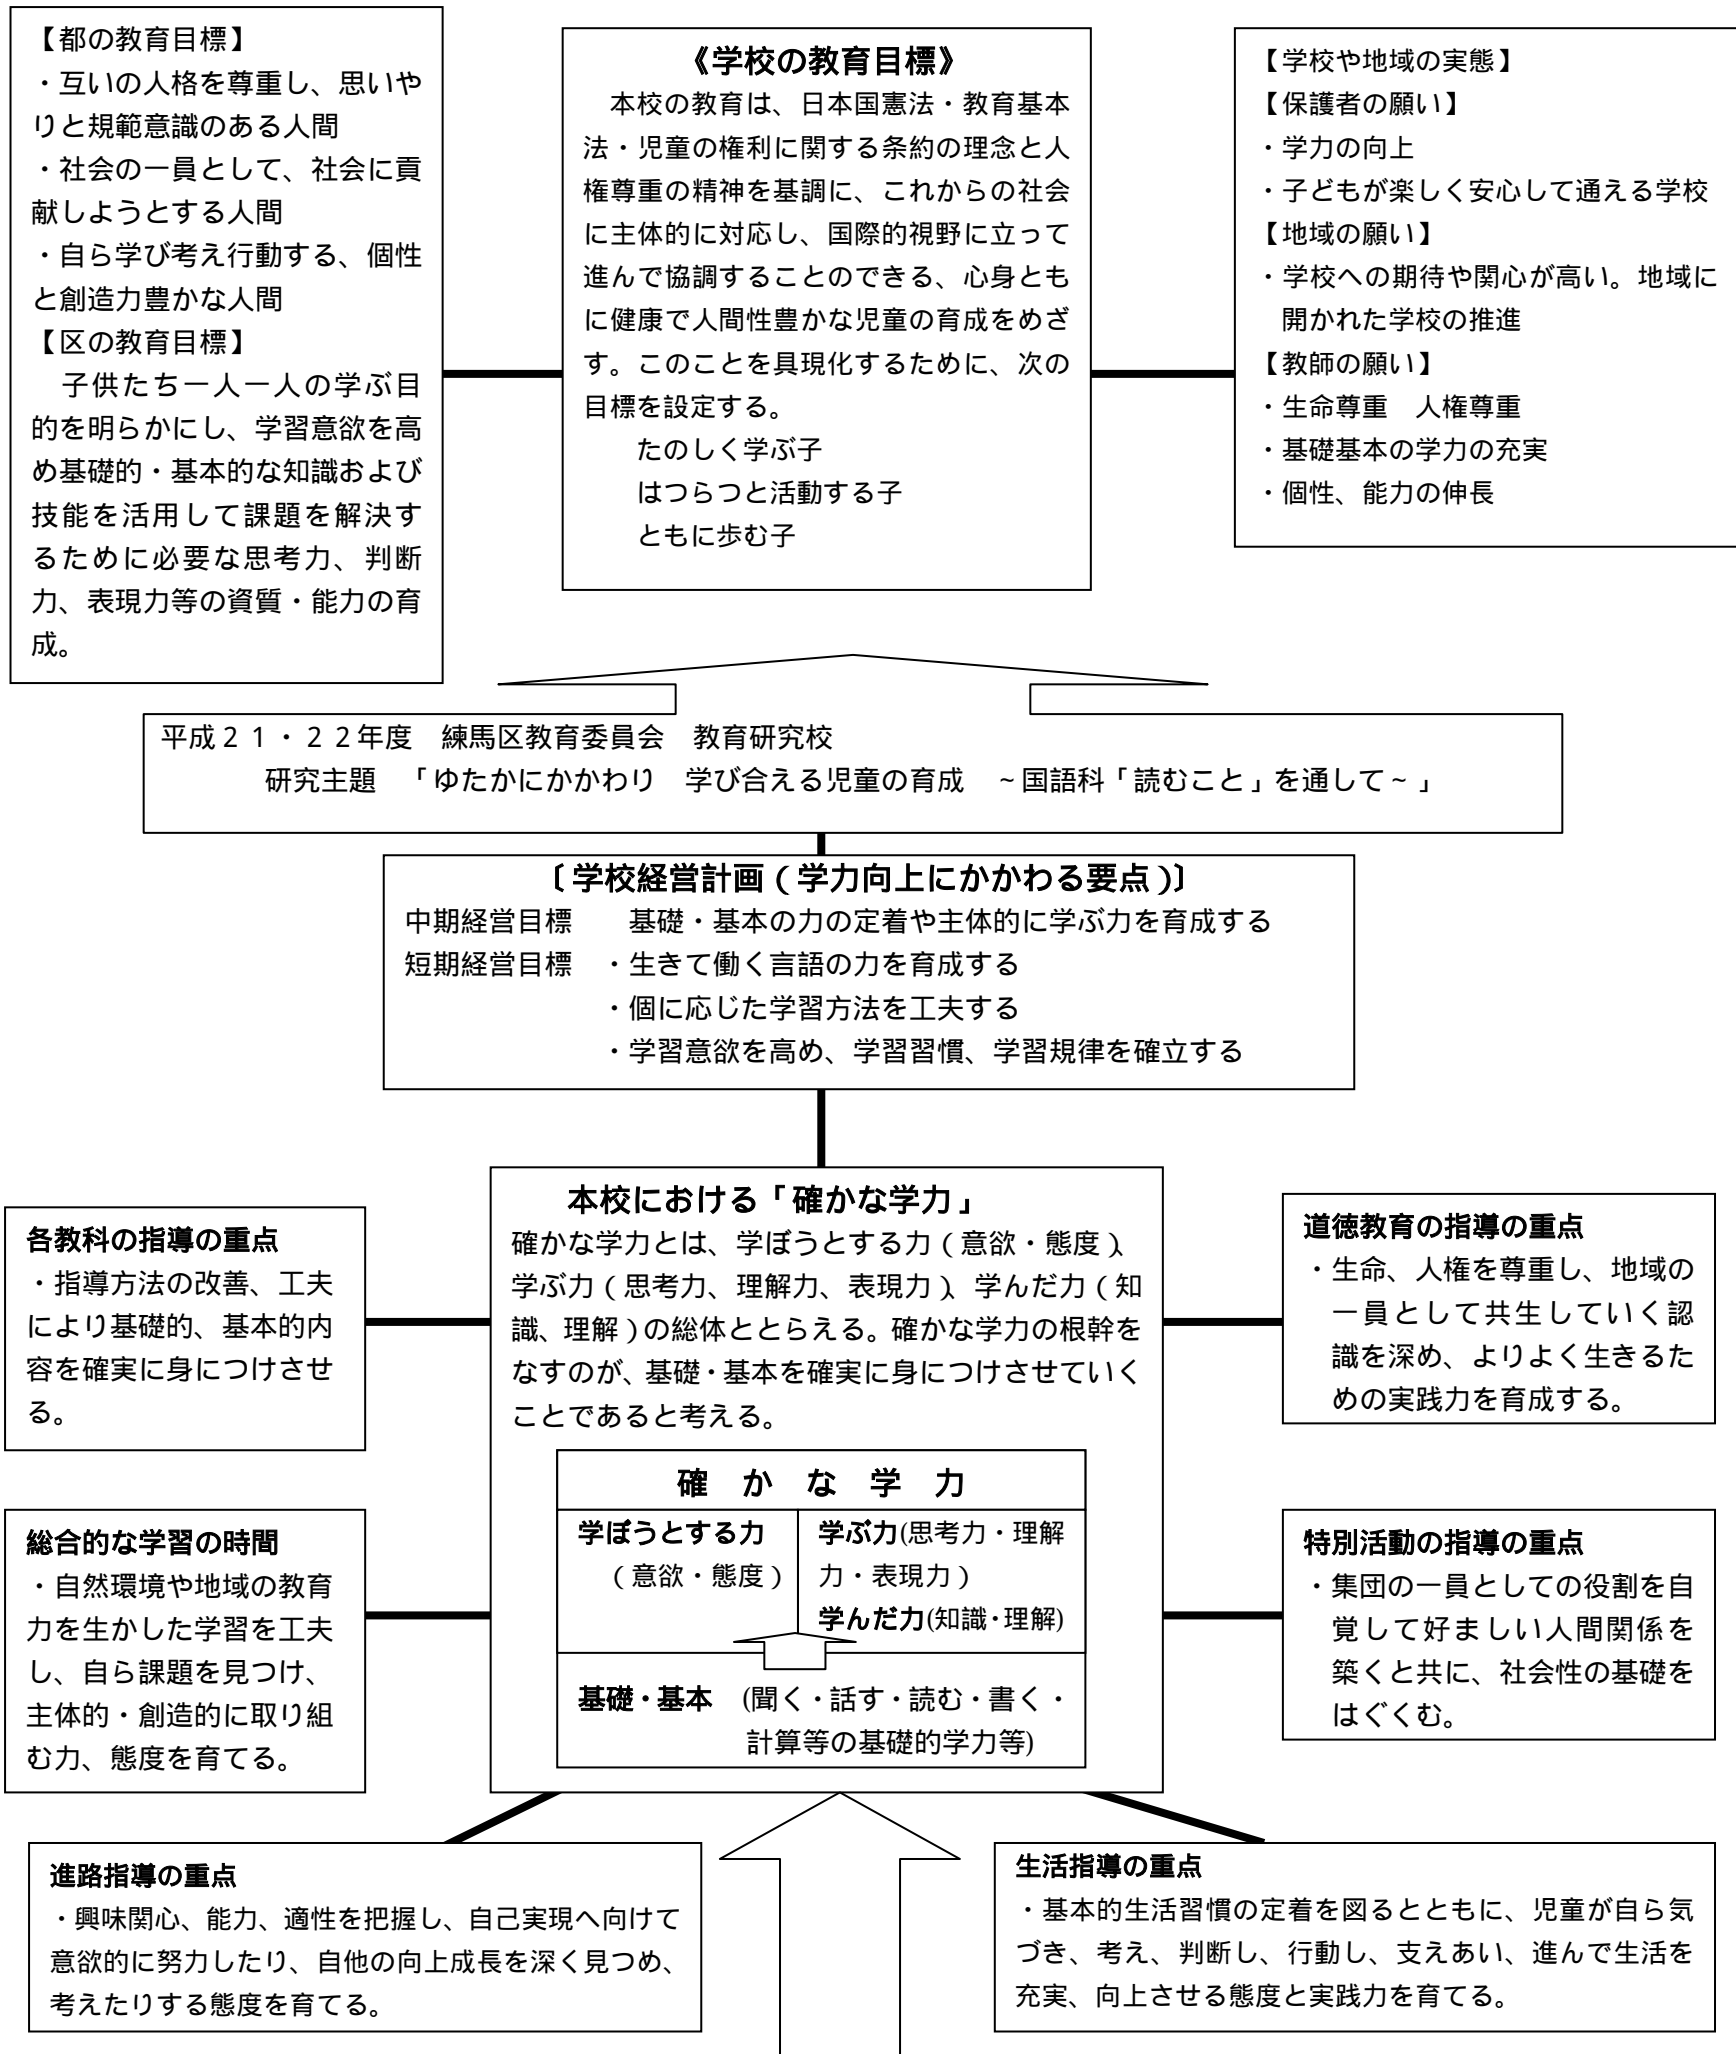 【都の教育目標】
・互いの人格を尊重し、思いや
りと規範意識のある人間
・社会の一員として、社会に貢
献しようとする人間
・自ら学び考え行動する、個性
と創造力豊かな人間
【区の教育目標】
　子供たち一人一人の学ぶ目
的を明らかにし、学習意欲を高
め基礎的・基本的な知識および
技能を活用して課題を解決す
るために必要な思考力、判断
力、表現力等の資質・能力の育
成。
《学校の教育目標》
　本校の教育は、日本国憲法・教育基本
法・児童の権利に関する条約の理念と人
権尊重の精神を基調に、これからの社会
に主体的に対応し、国際的視野に立って
進んで協調することのできる、心身とも
に健康で人間性豊かな児童の育成をめざ
す。このことを具現化するために、次の
目標を設定する。
たのしく学ぶ子
はつらつと活動する子
ともに歩む子
【学校や地域の実態】
【保護者の願い】
・学力の向上
・子どもが楽しく安心して通える学校
【地域の願い】
・学校への期待や関心が高い。地域に
開かれた学校の推進
【教師の願い】
・生命尊重　人権尊重
・基礎基本の学力の充実
・個性、能力の伸長
平成２１・２２年度　練馬区教育委員会　教育研究校
研究主題　「ゆたかにかかわり　学び合える児童の育成　～国語科「読むこと」を通して～」
〔学校経営計画（学力向上にかかわる要点）〕
中期経営目標　　基礎・基本の力の定着や主体的に学ぶ力を育成する
短期経営目標　・生きて働く言語の力を育成する
・個に応じた学習方法を工夫する
・学習意欲を高め、学習習慣、学習規律を確立する
本校における「確かな学力」
確かな学力とは、学ぼうとする力（意欲・態度）、
学ぶ力（思考力、理解力、表現力）、学んだ力（知
識、理解）の総体ととらえる。確かな学力の根幹を
なすのが、基礎・基本を確実に身につけさせていく
ことであると考える。
確　か　な　学　力
学ぼうとする力
（意欲・態度）
学ぶ力(思考力・理解
力・表現力）
学んだ力(知識・理解)
基礎・基本　(聞く・話す・読む・書く・
計算等の基礎的学力等)
各教科の指導の重点
・指導方法の改善、工夫
により基礎的、基本的内
容を確実に身につけさせ
る。
総合的な学習の時間
・自然環境や地域の教育
力を生かした学習を工夫
し、自ら課題を見つけ、
主体的・創造的に取り組
む力、態度を育てる。
道徳教育の指導の重点
・生命、人権を尊重し、地域の
一員として共生していく認
識を深め、よりよく生きるた
めの実践力を育成する。
特別活動の指導の重点
・集団の一員としての役割を自
覚して好ましい人間関係を
築くと共に、社会性の基礎を
はぐくむ。
進路指導の重点
・興味関心、能力、適性を把握し、自己実現へ向けて
意欲的に努力したり、自他の向上成長を深く見つめ、
考えたりする態度を育てる。
生活指導の重点
・基本的生活習慣の定着を図るとともに、児童が自ら気
づき、考え、判断し、行動し、支えあい、進んで生活を
充実、向上させる態度と実践力を育てる。